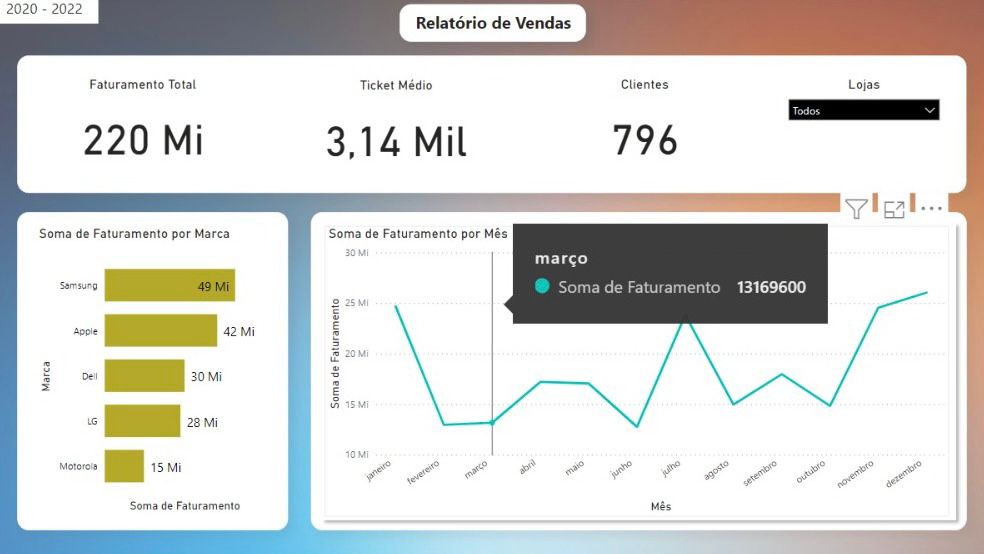 2020 - 2022
Relatório de Vendas
Faturamento Total
220 Mi
Ticket Médio
3,14 Mil
Clientes
796
Lojas
Todos
Soma de Faturamento por Marca
Marca
Samsung 49 Mi
Apple 42 Mi
Dell 30 Mi
LG 28 Mi
Motorola 15 Mi
Soma de Faturamento
Soma de Faturamento por Mês
março
Soma de Faturamento 13169600
Soma de Faturamento
30 Mi
25 Mi
20 Mi
15 Mi
10 Mi
janeiro fevereiro março abril maio junho julho agosto setembro outubro novembro dezembro
Mês